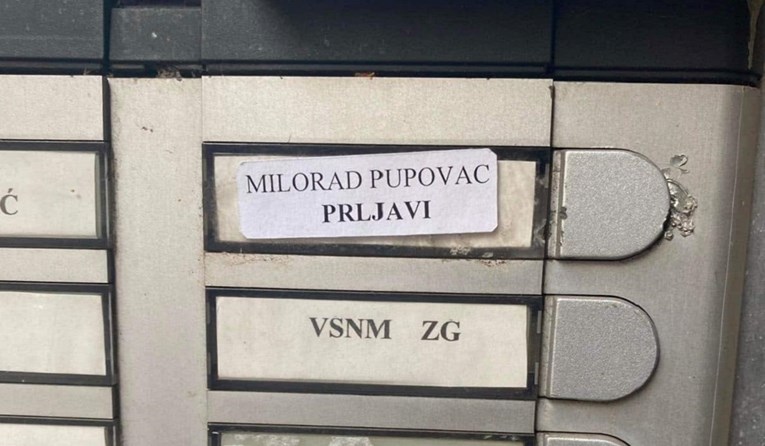 MILORAD PUPOVAC
PRLJAVI
Ć
VSNM ZG